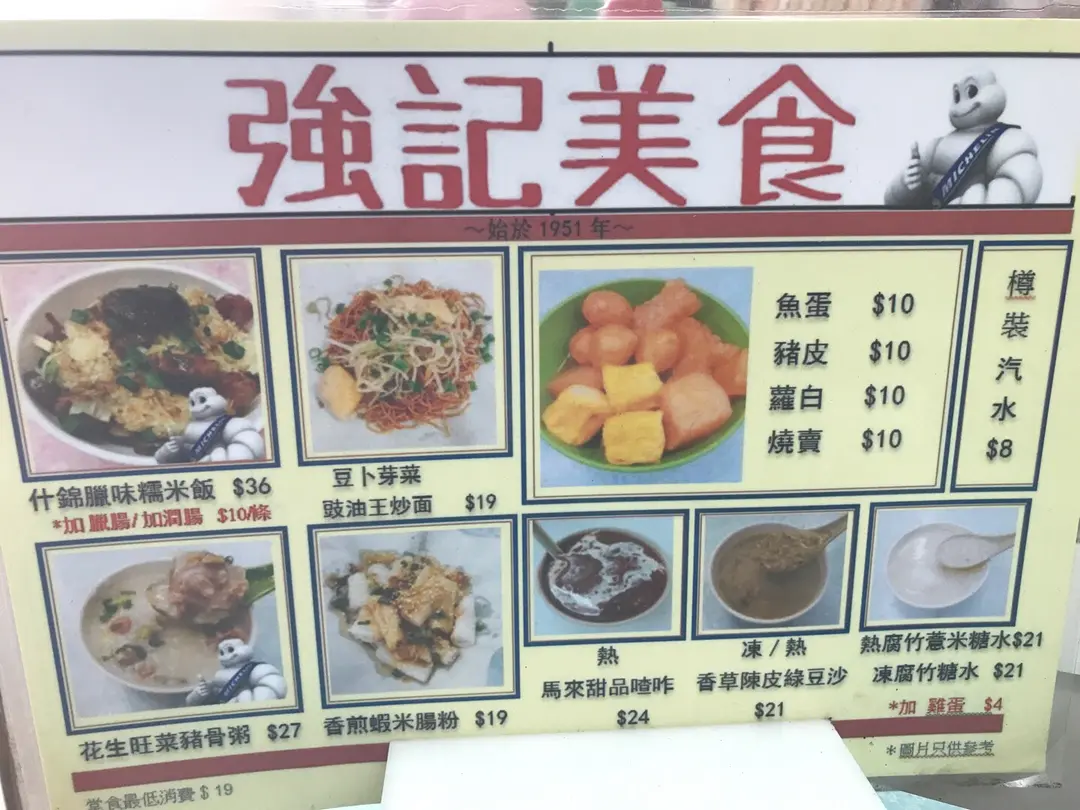 強記美食
MICHELIN
～始於 1951 年～
魚蛋 $10
豬皮 $10
蘿白 $10
燒賣 $10
樽裝汽水
$8
MICHELIN
什錦臘味糯米飯 $36
*加臘腸/加潤腸 $10/條
豆卜芽菜
豉油王炒面 $19
花生旺菜豬骨粥 $27
香煎蝦米腸粉 $19
熱
馬來甜品喳咋
$24
凍/熱
香草陳皮綠豆沙
$21
熱腐竹薏米糖水$21
凍腐竹糖水 $21
*加 雞蛋 $4
*圖片只供參考
堂食最低消費 $ 19